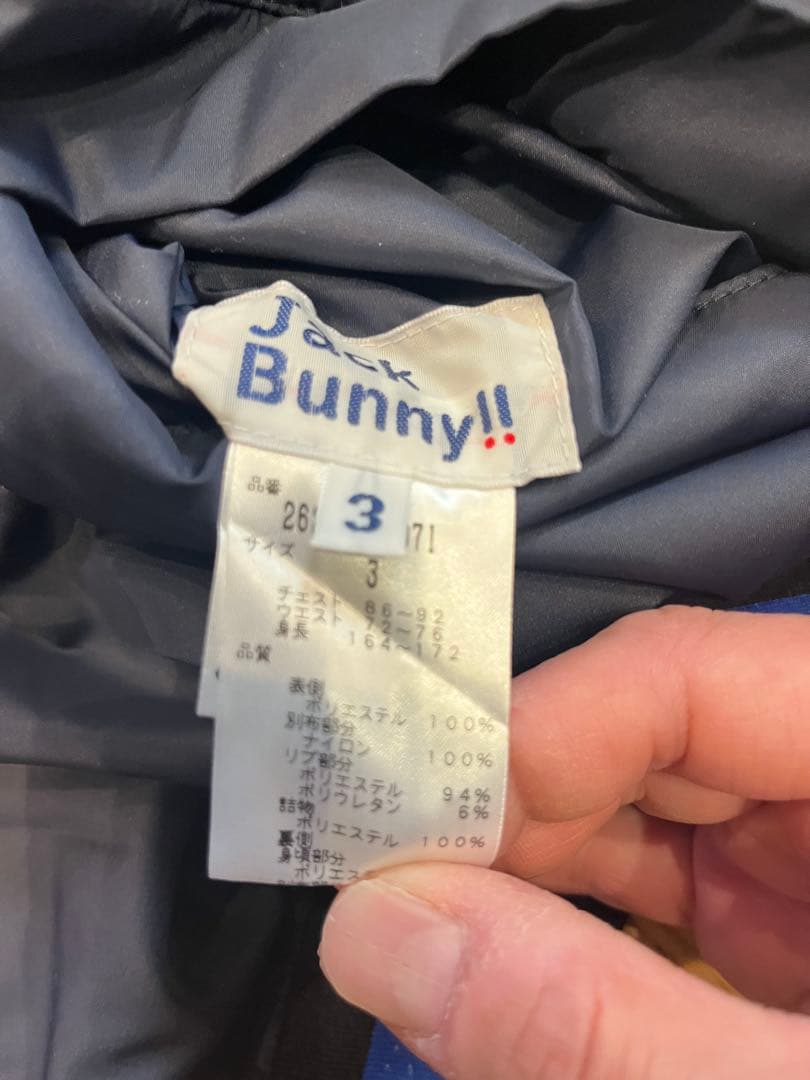 Jack
Bunny!!
品番
3
サイズ
3
チェスト 86〜92
ウエスト 72〜76
身長 164〜172
品質
表側
ポリエステル 100%
別布部分
ナイロン 100%
リブ部分
ポリエステル 94%
ポリウレタン 6%
詰物
ポリエステル 100%
裏側
身頃部分